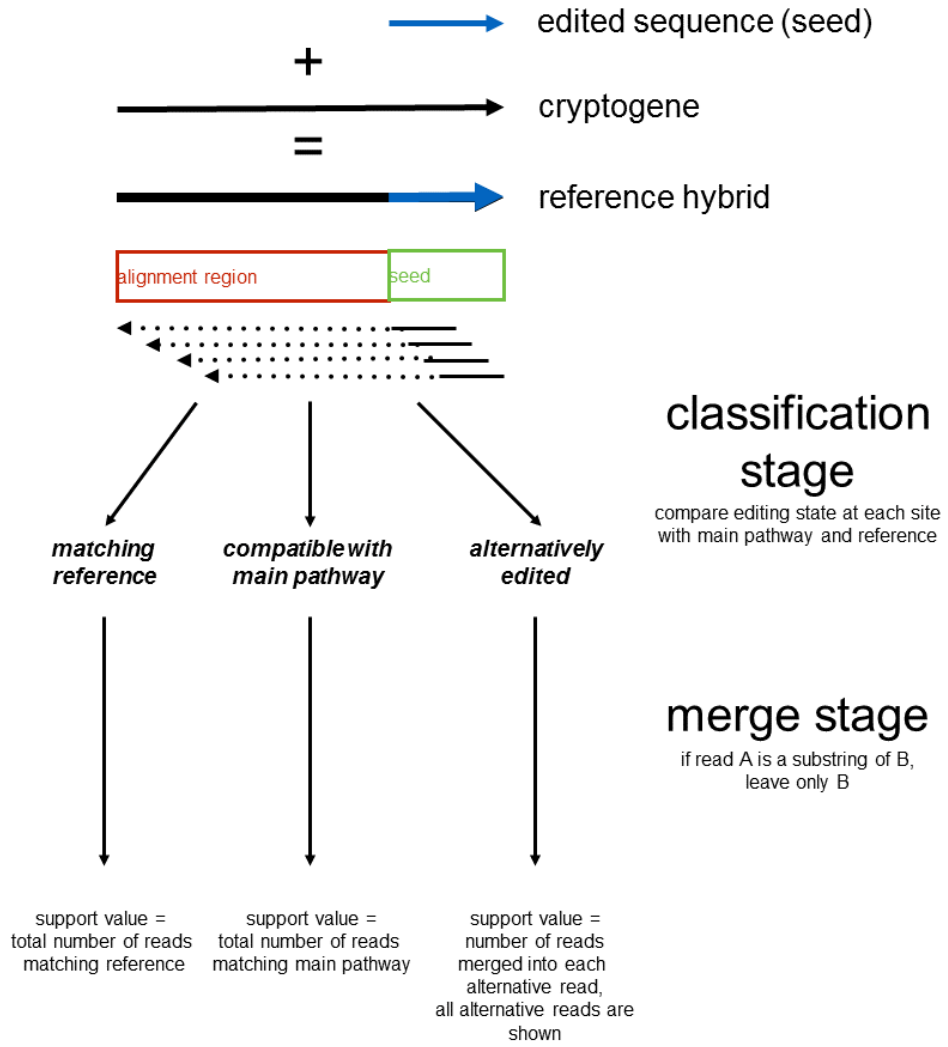 edited sequence (seed)
+
cryptogene
=
reference hybrid
alignment region
seed
classification
stage
compare editing state at each site
with main pathway and reference
matching
reference
compatible with
main pathway
alternatively
edited
merge stage
if read A is a substring of B,
leave only B
support value =
total number of reads
matching reference
support value =
total number of reads
matching main pathway
support value =
number of reads
merged into each
alternative read,
all alternative reads are
shown